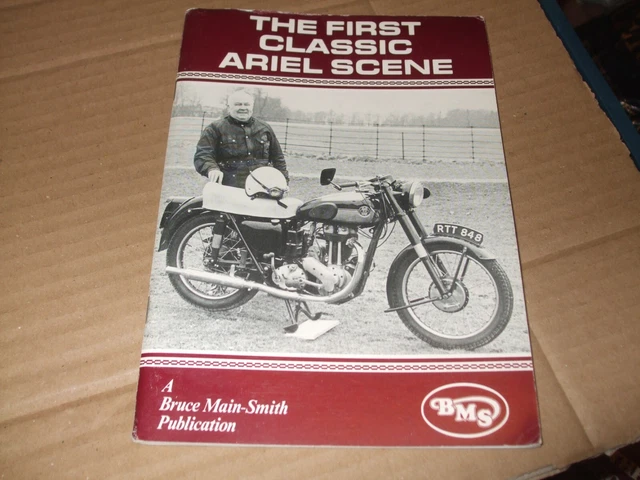 THE FIRST
CLASSIC
ARIEL SCENE
RTT 848
A
Bruce Main-Smith
Publication
BMS